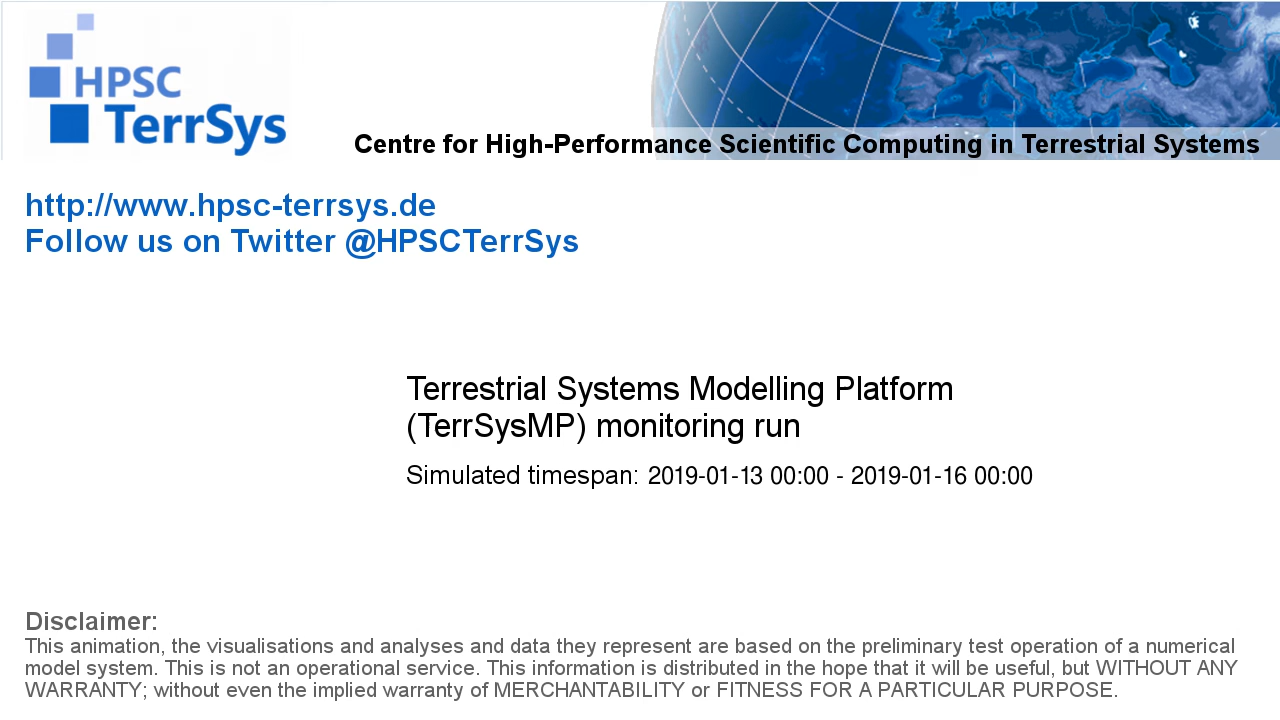 HPSC
TerrSys
Centre for High-Performance Scientific Computing in Terrestrial Systems
http://www.hpsc-terrsys.de
Follow us on Twitter @HPSCTerrSys
Terrestrial Systems Modelling Platform
(TerrSysMP) monitoring run
Simulated timespan: 2019-01-13 00:00 - 2019-01-16 00:00
Disclaimer:
This animation, the visualisations and analyses and data they represent are based on the preliminary test operation of a numerical
model system. This is not an operational service. This information is distributed in the hope that it will be useful, but WITHOUT ANY
WARRANTY; without even the implied warranty of MERCHANTABILITY or FITNESS FOR A PARTICULAR PURPOSE.